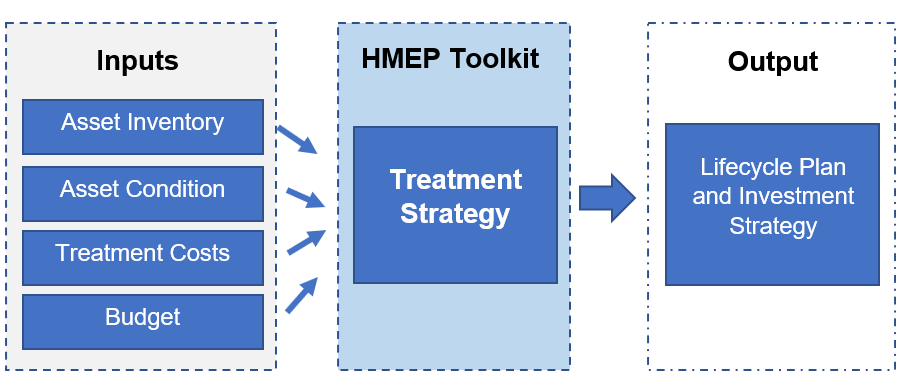 Inputs
Asset Inventory
Asset Condition
Treatment Costs
Budget
HMEP Toolkit
Treatment
Strategy
Output
Lifecycle Plan
and Investment
Strategy